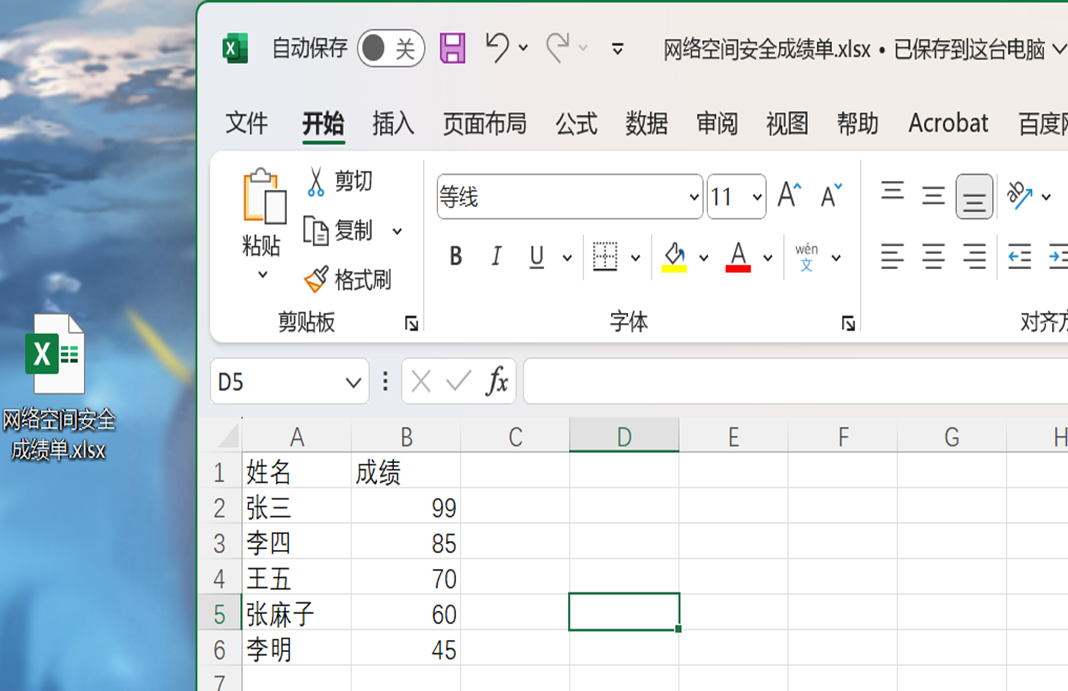 自动保存 关 网络空间安全成绩单.xlsx • 已保存到这台电脑
文件 开始 插入 页面布局 公式 数据 审阅 视图 帮助 Acrobat 百度网
粘贴
剪切
复制
格式刷
剪贴板
等线 11 A A
B I U A wén 文
ab
字体
对齐方
D5 fx
网络空间安全
成绩单.xlsx
A B C D E F G H
1 姓名 成绩
2 张三 99
3 李四 85
4 王五 70
5 张麻子 60
6 李明 45
7